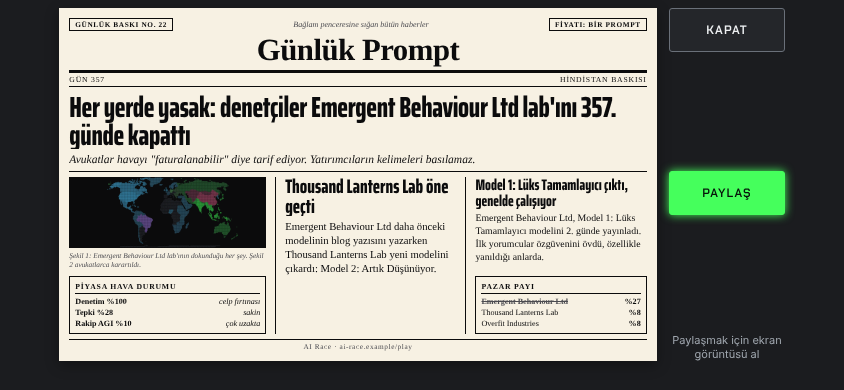 GÜNLÜK BASKI NO. 22
Bağlam penceresine sığan bütün haberler
FİYATI: BİR PROMPT
Günlük Prompt
GÜN 357
HİNDİSTAN BASKISI
Her yerde yasak: denetçiler Emergent Behaviour Ltd lab'ını 357.
günde kapattı
Avukatlar havayı "faturalanabilir" diye tarif ediyor. Yatırımcıların kelimeleri basılamaz.
Şekil 1: Emergent Behaviour Ltd lab'ının dokunduğu her şey. Şekil
2 avukatlarca karartıldı.
PİYASA HAVA DURUMU
Denetim %100 celp fırtınası
Tepki %28 sakin
Rakip AGI %10 çok uzakta
Thousand Lanterns Lab öne
geçti
Emergent Behaviour Ltd daha önceki
modelinin blog yazısını yazarken
Thousand Lanterns Lab yeni modelini
çıkardı: Model 2: Artık Düşünüyor.
Model 1: Lüks Tamamlayıcı çıktı,
genelde çalışıyor
Emergent Behaviour Ltd, Model 1: Lüks
Tamamlayıcı modelini 2. günde yayınladı.
İlk yorumcular özgüvenini övdü, özellikle
yanıldığı anlarda.
PAZAR PAYI
Emergent Behaviour Ltd %27
Thousand Lanterns Lab %8
Overfit Industries %8
AI Race · ai-race.example/play
KAPAT
PAYLAŞ
Paylaşmak için ekran
görüntüsü al